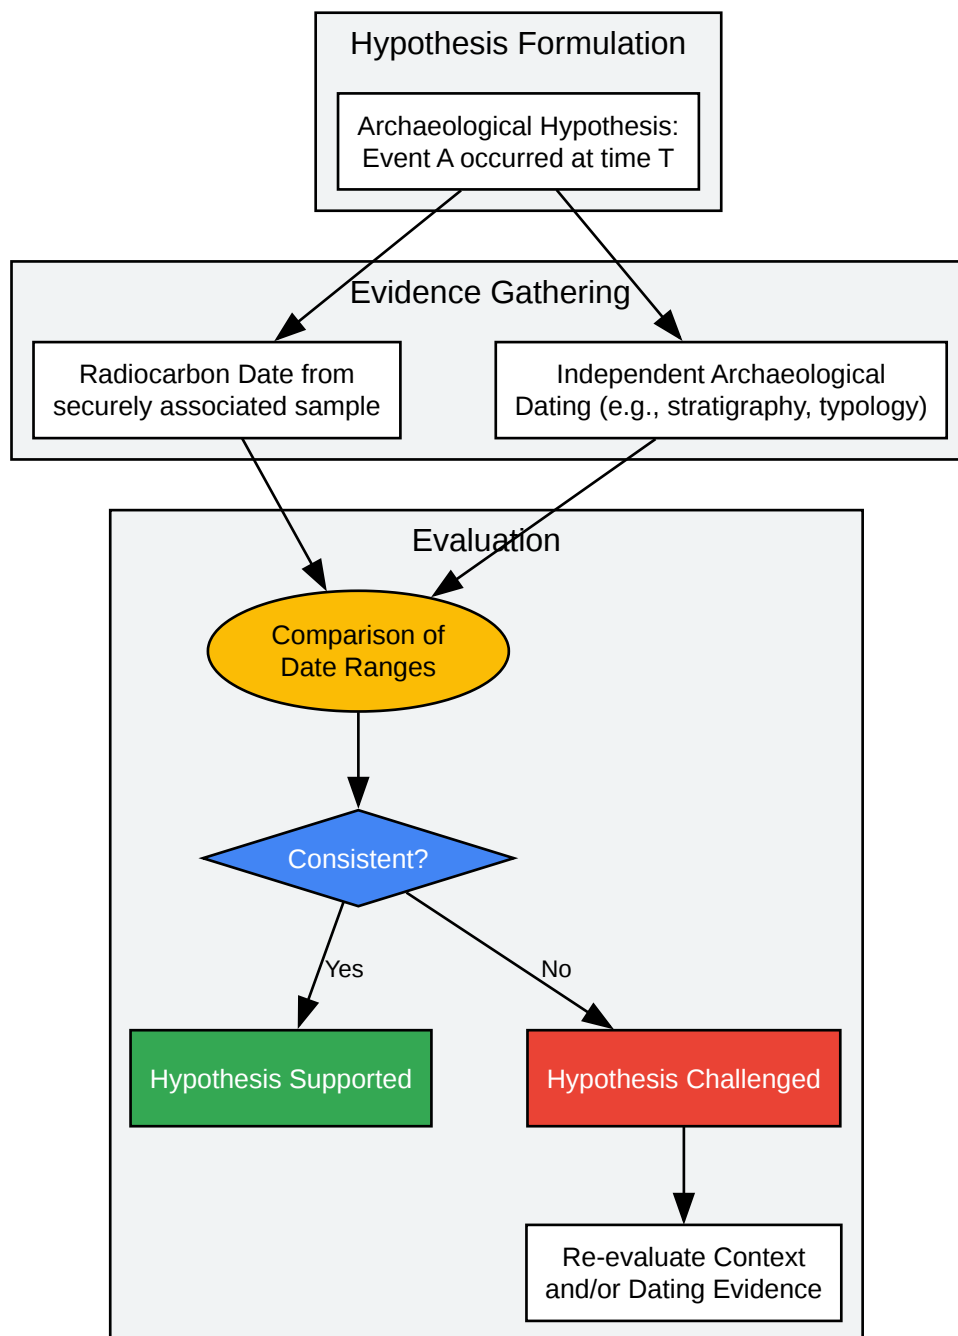 Hypothesis Formulation
Archaeological Hypothesis:
Event A occurred at time T
Evidence Gathering
Radiocarbon Date from
securely associated sample
Independent Archaeological
Dating (e.g., stratigraphy, typology)
Evaluation
Comparison of
Date Ranges
Consistent?
Yes
No
Hypothesis Supported
Hypothesis Challenged
Re-evaluate Context
and/or Dating Evidence